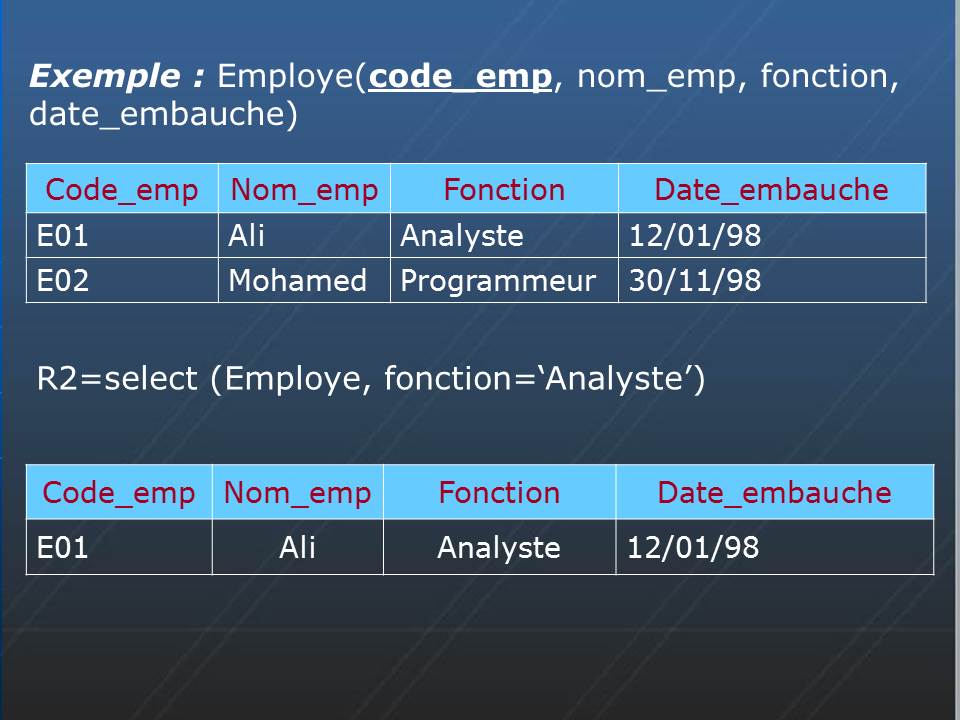 Exemple : Employe(code_emp, nom_emp, fonction,
date_embauche)
Code_emp Nom_emp Fonction Date_embauche
E01 Ali Analyste 12/01/98
E02 Mohamed Programmeur 30/11/98
R2=select (Employe, fonction=‘Analyste’)
Code_emp Nom_emp Fonction Date_embauche
E01 Ali Analyste 12/01/98